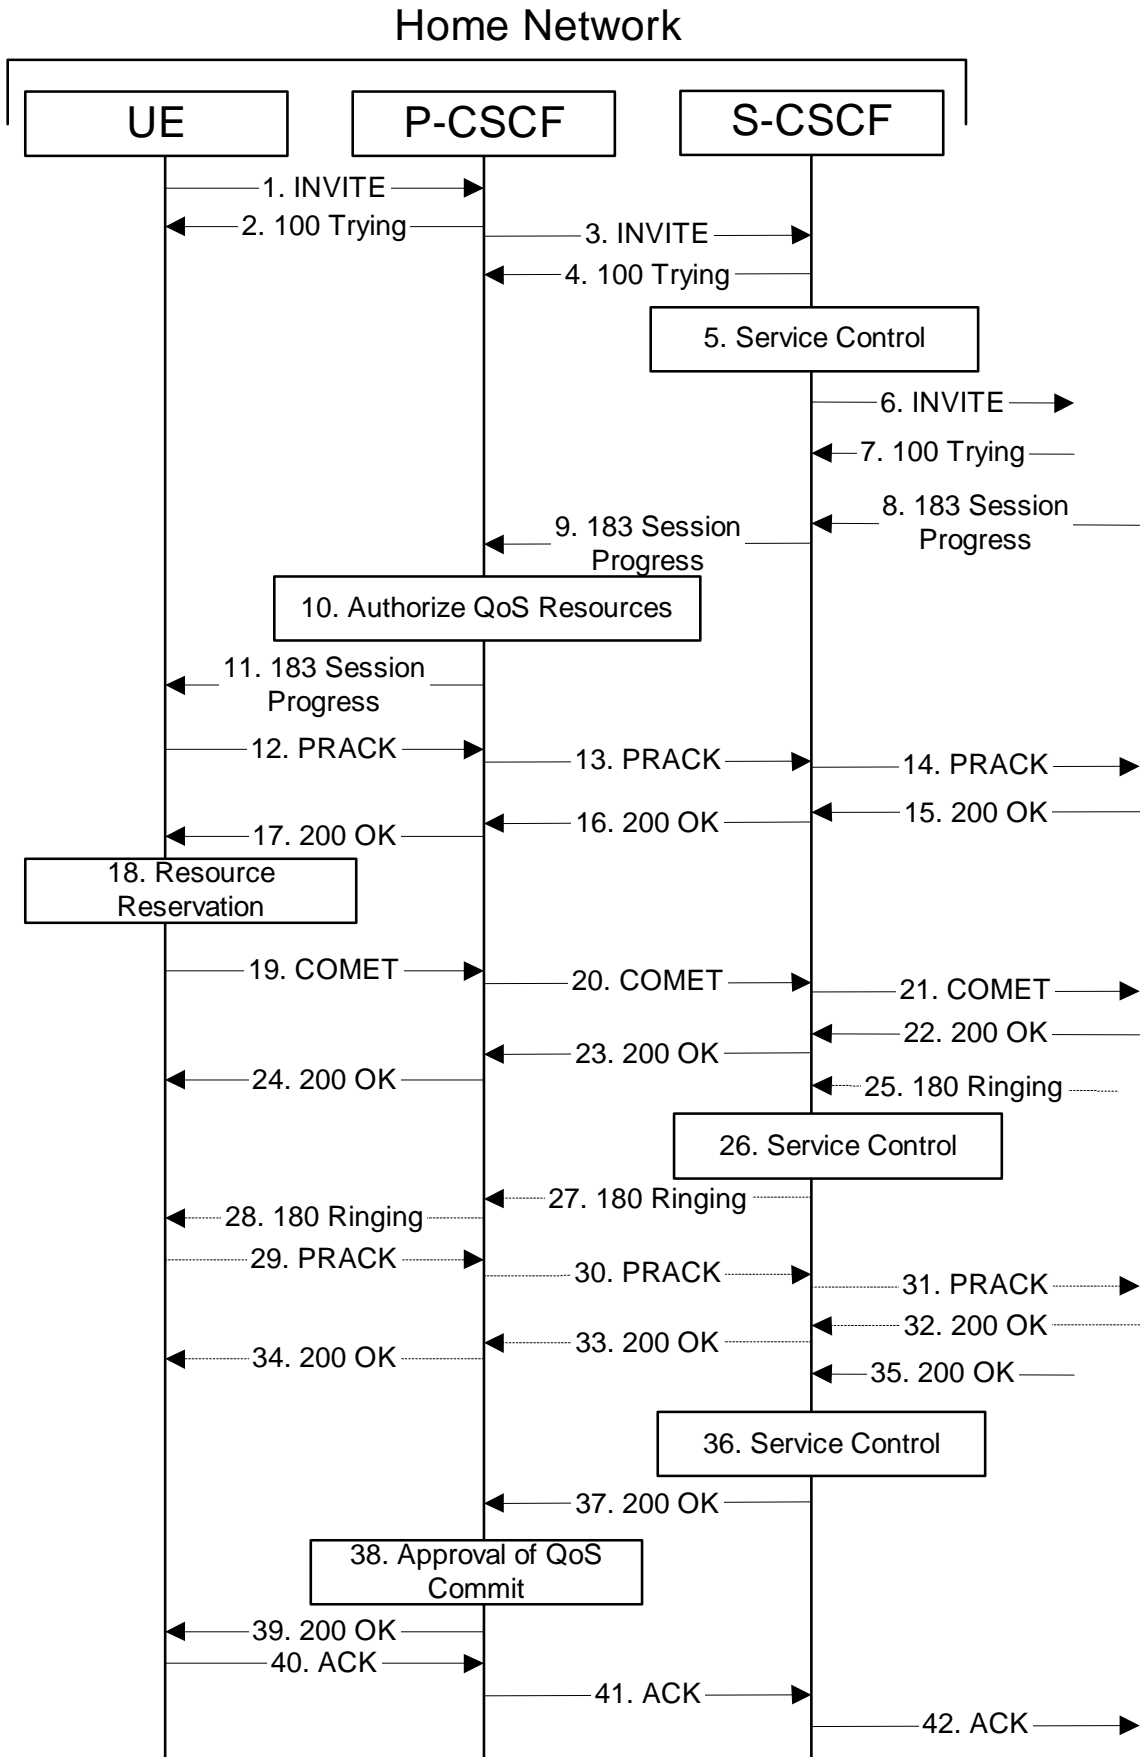 Home Network
UE
P-CSCF
S-CSCF
1. INVITE
2. 100 Trying
3. INVITE
4. 100 Trying
5. Service Control
6. INVITE
7. 100 Trying
8. 183 Session
Progress
9. 183 Session
Progress
10. Authorize QoS Resources
11. 183 Session
Progress
12. PRACK
13. PRACK
14. PRACK
15. 200 OK
16. 200 OK
17. 200 OK
18. Resource
Reservation
19. COMET
20. COMET
21. COMET
22. 200 OK
23. 200 OK
24. 200 OK
25. 180 Ringing
26. Service Control
27. 180 Ringing
28. 180 Ringing
29. PRACK
30. PRACK
31. PRACK
32. 200 OK
33. 200 OK
34. 200 OK
35. 200 OK
36. Service Control
37. 200 OK
38. Approval of QoS
Commit
39. 200 OK
40. ACK
41. ACK
42. ACK